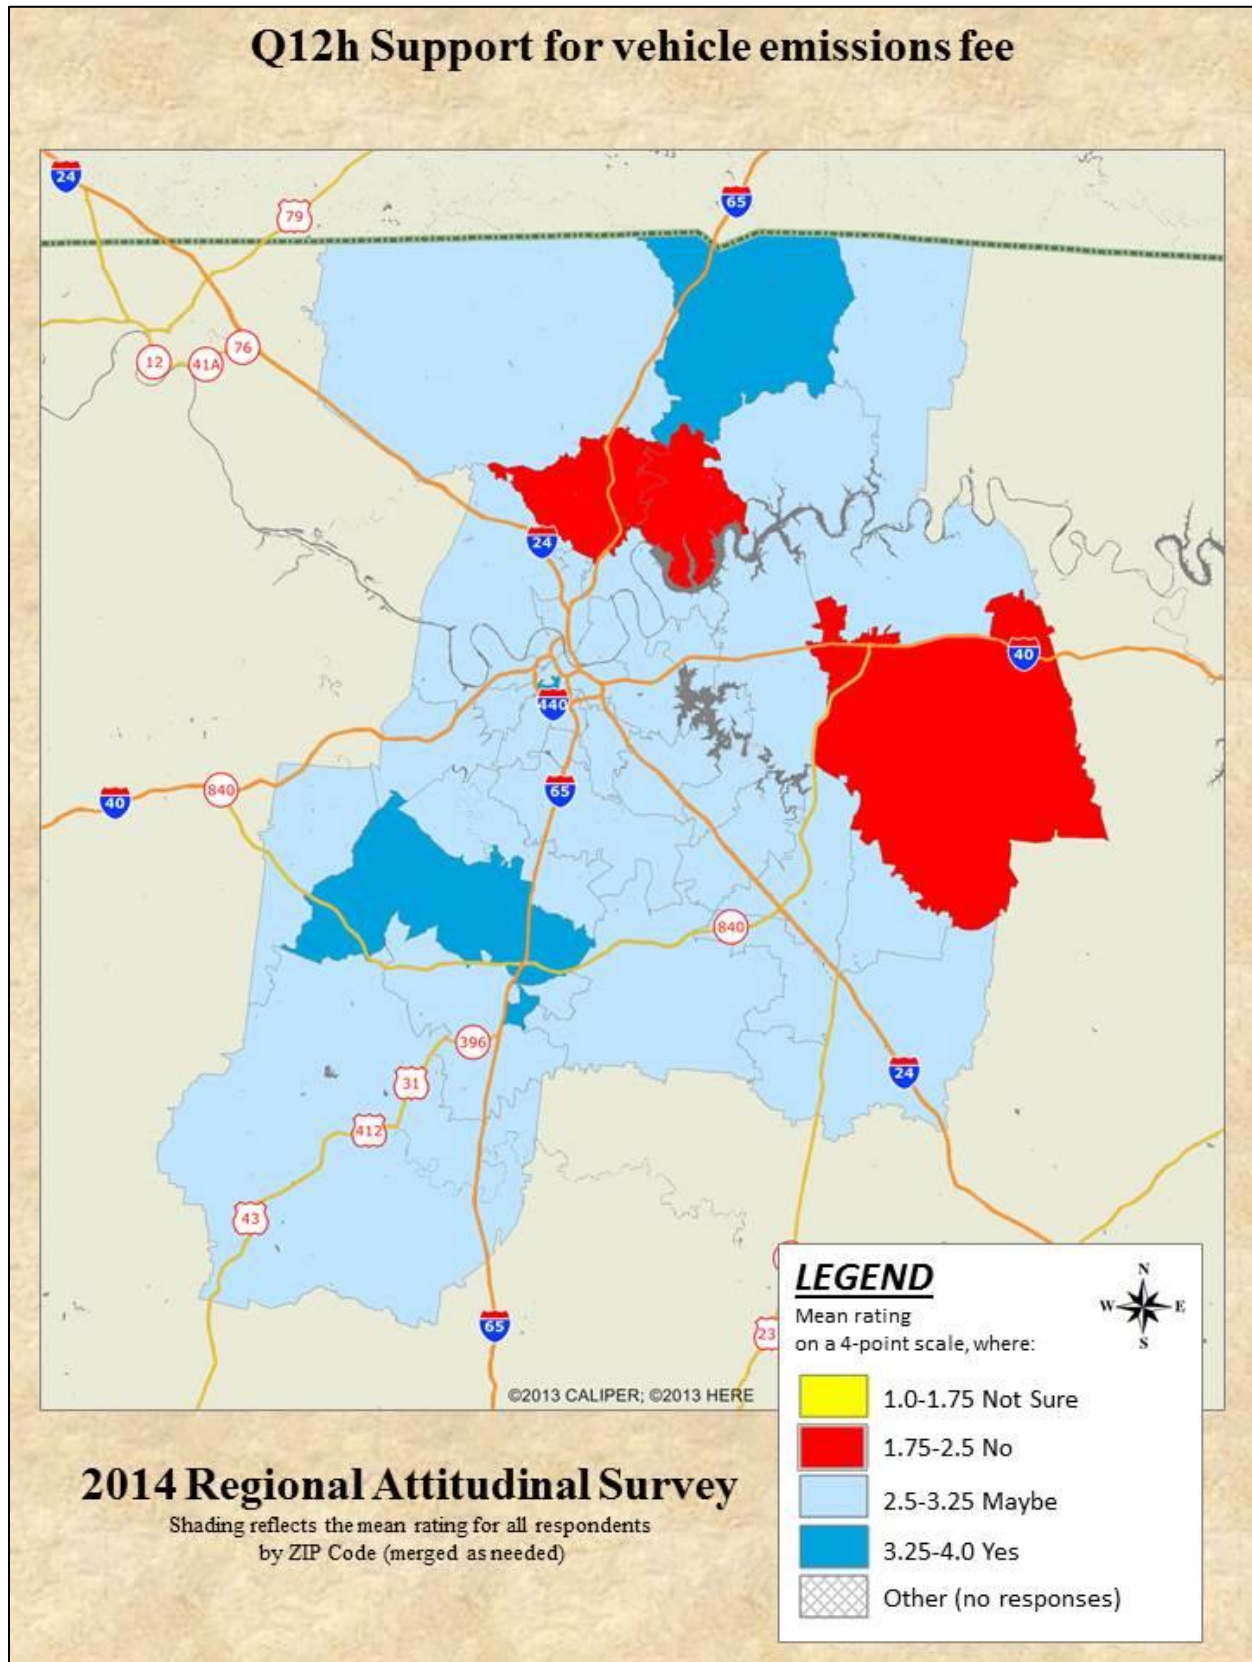 Q12h Support for vehicle emissions fee
24
79
65
12
41A
76
24
40
440
840
40
65
840
396
31
24
412
43
65
23
©2013 CALIPER; ©2013 HERE
LEGEND
Mean rating
on a 4-point scale, where:
N
W E
S
1.0-1.75 Not Sure
1.75-2.5 No
2.5-3.25 Maybe
3.25-4.0 Yes
Other (no responses)
2014 Regional Attitudinal Survey
Shading reflects the mean rating for all respondents
by ZIP Code (merged as needed)